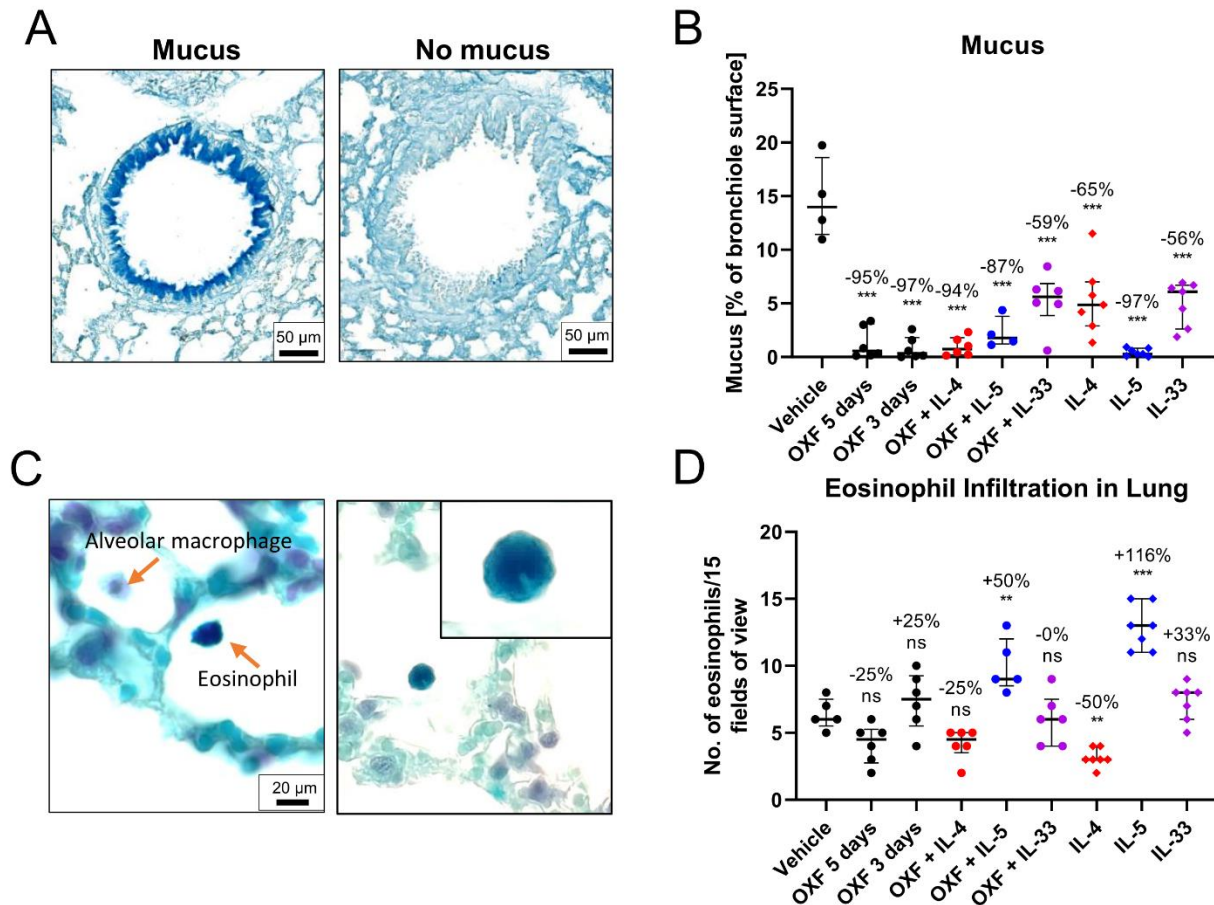 A
Mucus
No mucus
50 µm
50 µm
B
Mucus
Mucus [% of bronchiole surface]
25
20
15
10
5
0
-95%
***
-97%
***
-94%
***
-87%
***
-59%
***
-65%
***
-97%
***
-56%
***
Vehicle
OXF 5 days
OXF 3 days
OXF + IL-4
OXF + IL-5
OXF + IL-33
IL-4
IL-5
IL-33
C
Alveolar macrophage
Eosinophil
20 µm
D
Eosinophil Infiltration in Lung
No. of eosinophils/15
fields of view
20
15
10
5
0
-25%
ns
+25%
ns
-25%
ns
+50%
**
-0%
ns
-50%
**
+116%
***
+33%
ns
Vehicle
OXF 5 days
OXF 3 days
OXF + IL-4
OXF + IL-5
OXF + IL-33
IL-4
IL-5
IL-33